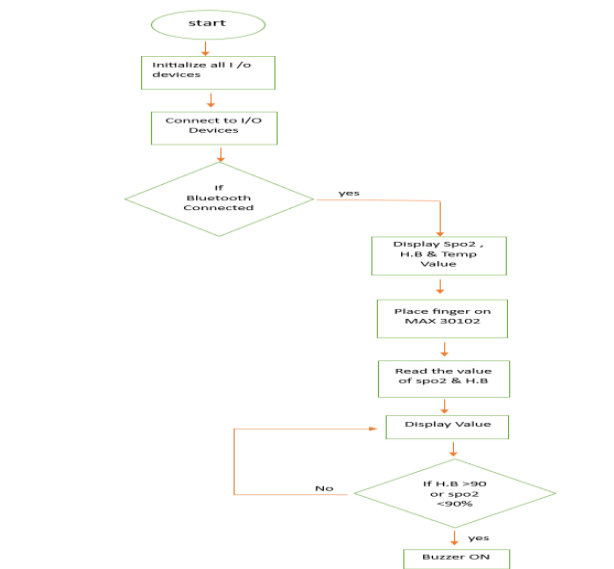 start
Initialize all I /o
devices
Connect to I/O
Devices
If
Bluetooth
Connected
yes
Display Spo2 ,
H.B & Temp
Value
Place finger on
MAX 30102
Read the value
of spo2 & H.B
Display Value
If H.B >90
or spo2
<90%
No
yes
Buzzer ON